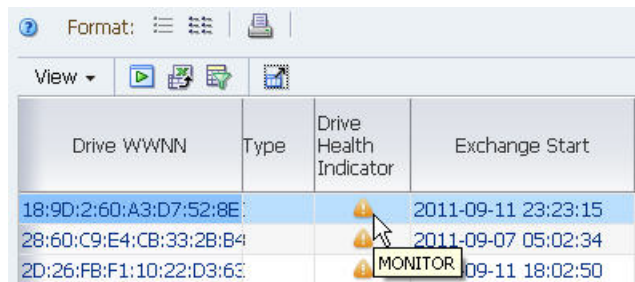 Format:
View
Drive WWNN Type Drive Health Indicator Exchange Start
18:9D:2:60:A3:D7:52:8E 2011-09-11 23:23:15
28:60:C9:E4:CB:33:2B:B4 2011-09-07 05:02:34
2D:26:FB:F1:10:22:D3:63 MONITOR 09-11 18:02:50